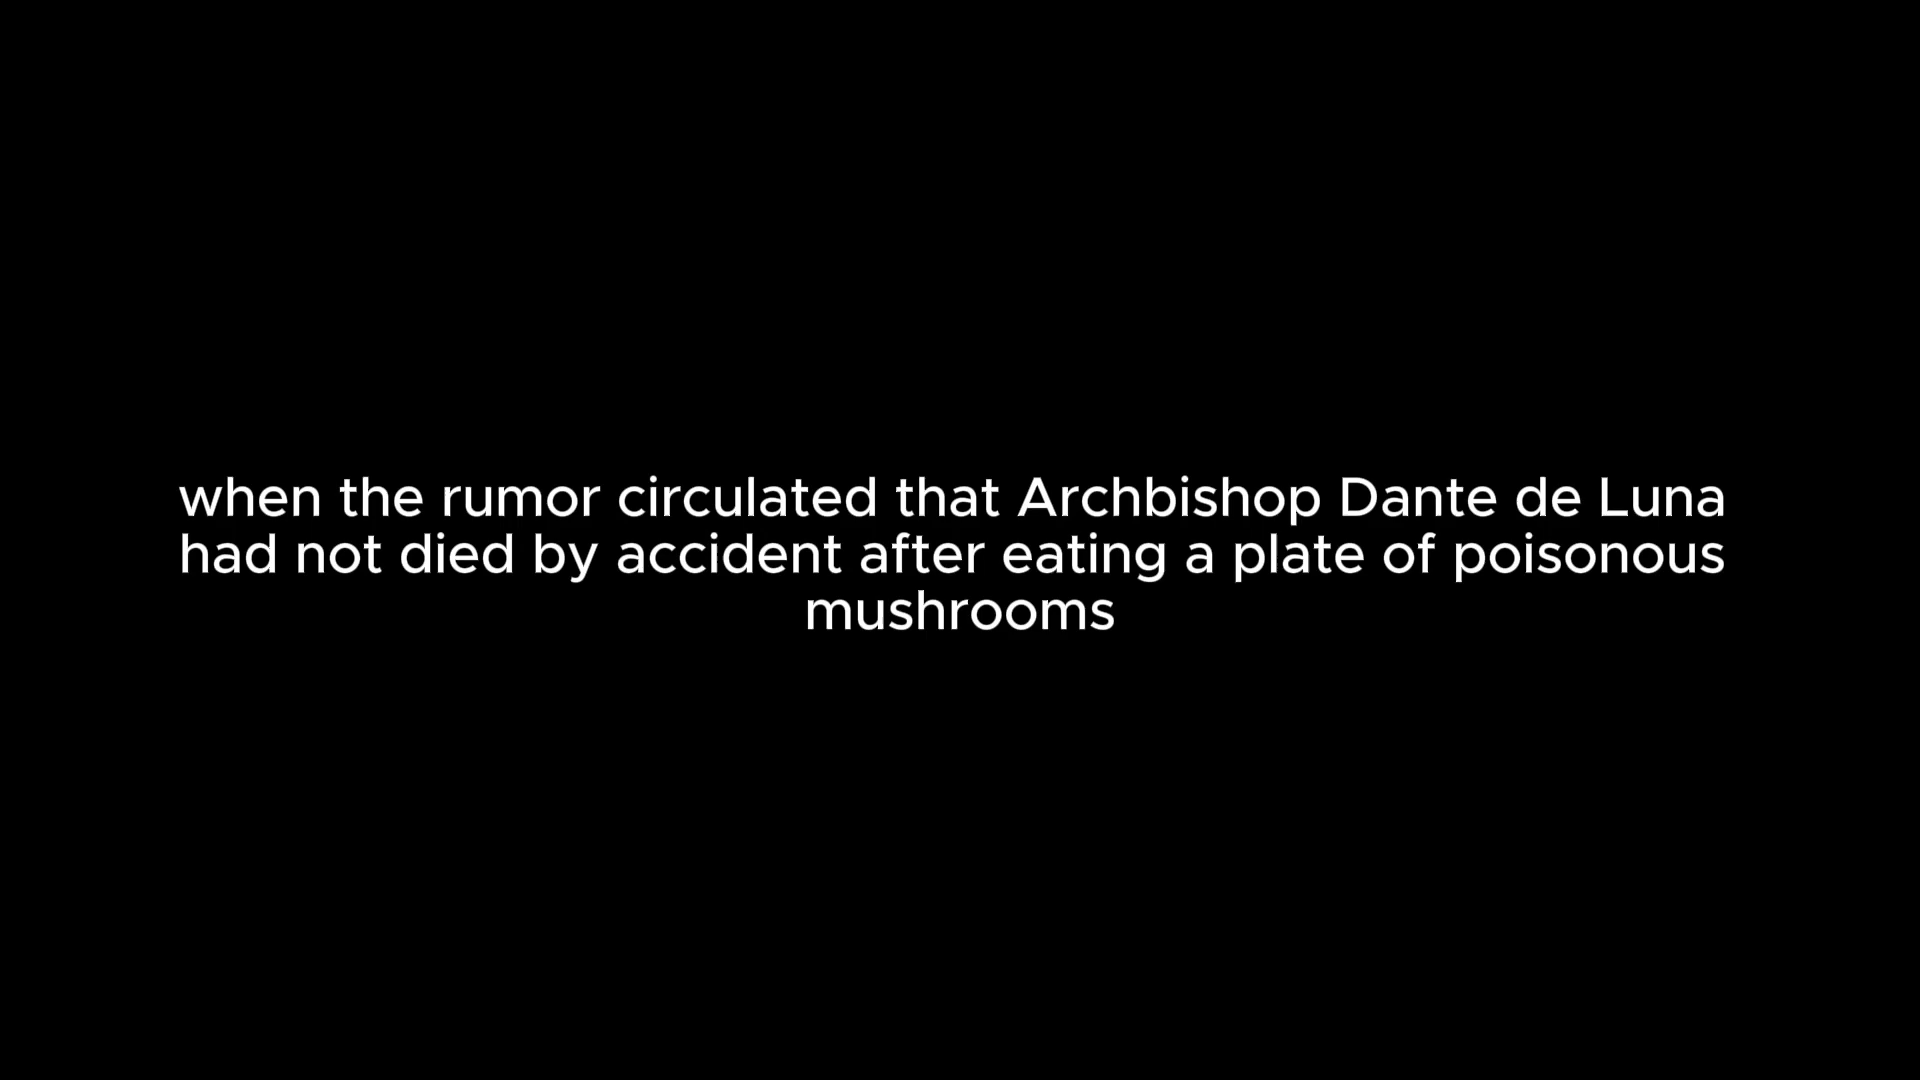 when the rumor circulated that Archbishop Dante de Luna
had not died by accident after eating a plate of poisonous
mushrooms